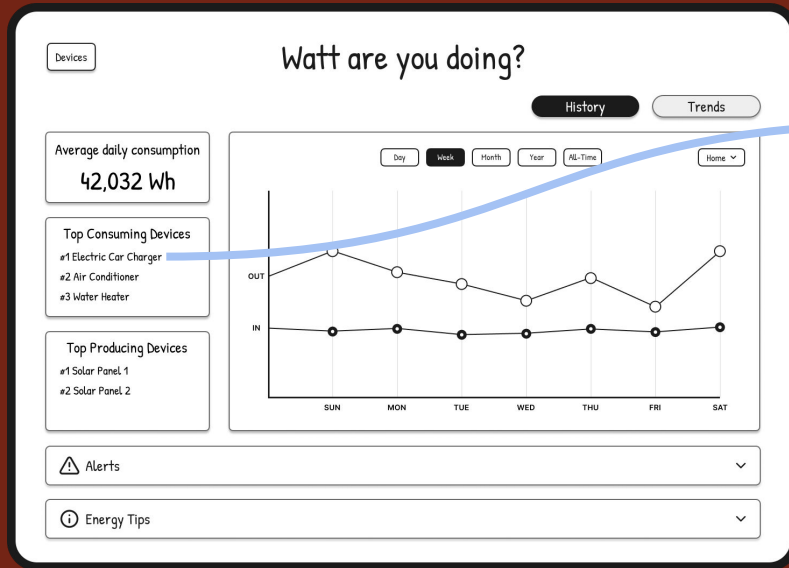 Devices
Watt are you doing?
History
Trends
Average daily consumption
42,032 Wh
Top Consuming Devices
#1 Electric Car Charger
#2 Air Conditioner
#3 Water Heater
Top Producing Devices
#1 Solar Panel 1
#2 Solar Panel 2
Day
Week
Month
Year
All-Time
Home
OUT
IN
SUN
MON
TUE
WED
THU
FRI
SAT
Alerts
Energy Tips